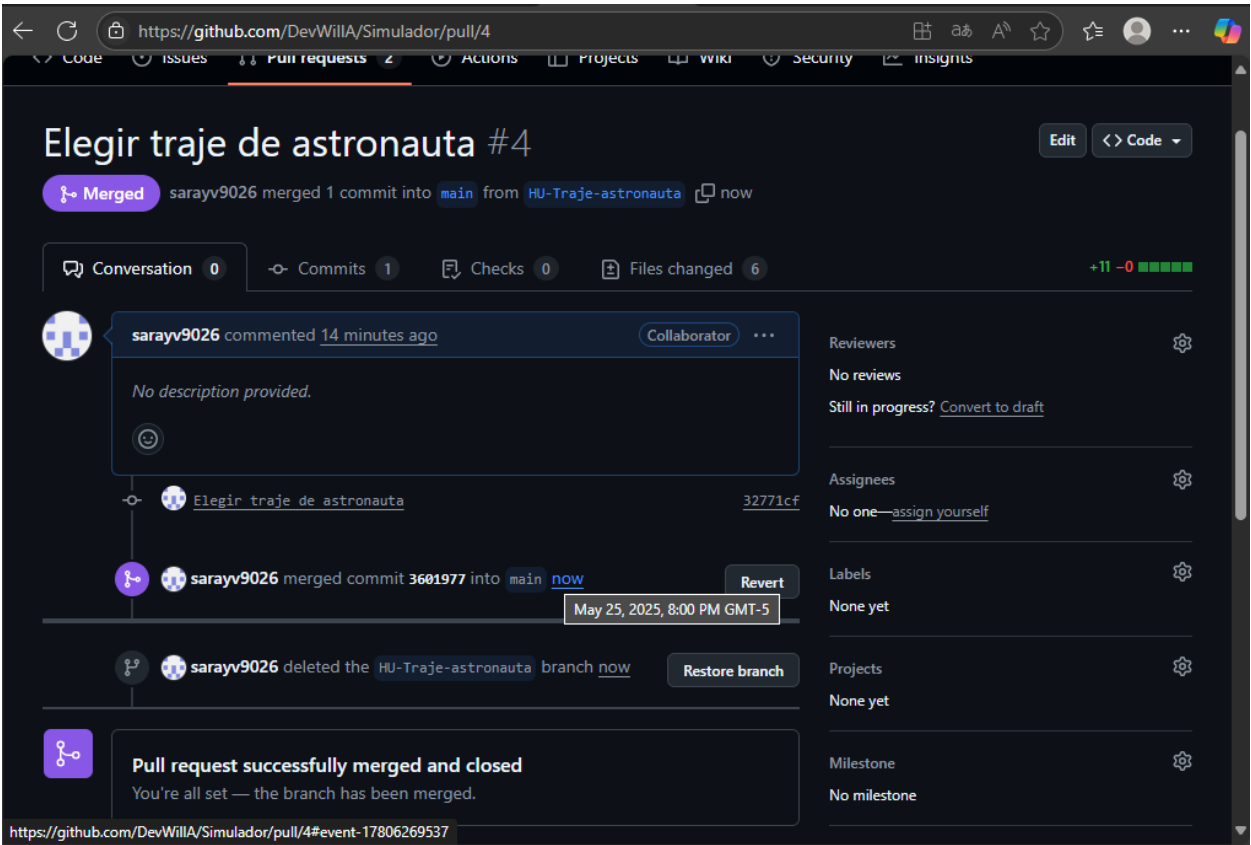 https://github.com/DevWillA/Simulador/pull/4
Code Issues Pull requests 2 Actions Projects Wiki Security Insights
Elegir traje de astronauta #4
Edit
Code
Merged
sarayv9026 merged 1 commit into main from HU-Traje-astronauta now
Conversation 0
Commits 1
Checks 0
Files changed 6
+11 −0
sarayv9026 commented 14 minutes ago
Collaborator
No description provided.
Elegir traje de astronauta
32771cf
sarayv9026 merged commit 3601977 into main now
Revert
May 25, 2025, 8:00 PM GMT-5
sarayv9026 deleted the HU-Traje-astronauta branch now
Restore branch
Pull request successfully merged and closed
You're all set — the branch has been merged.
Reviewers
No reviews
Still in progress? Convert to draft
Assignees
No one—assign yourself
Labels
None yet
Projects
None yet
Milestone
No milestone
https://github.com/DevWillA/Simulador/pull/4#event-17806269537